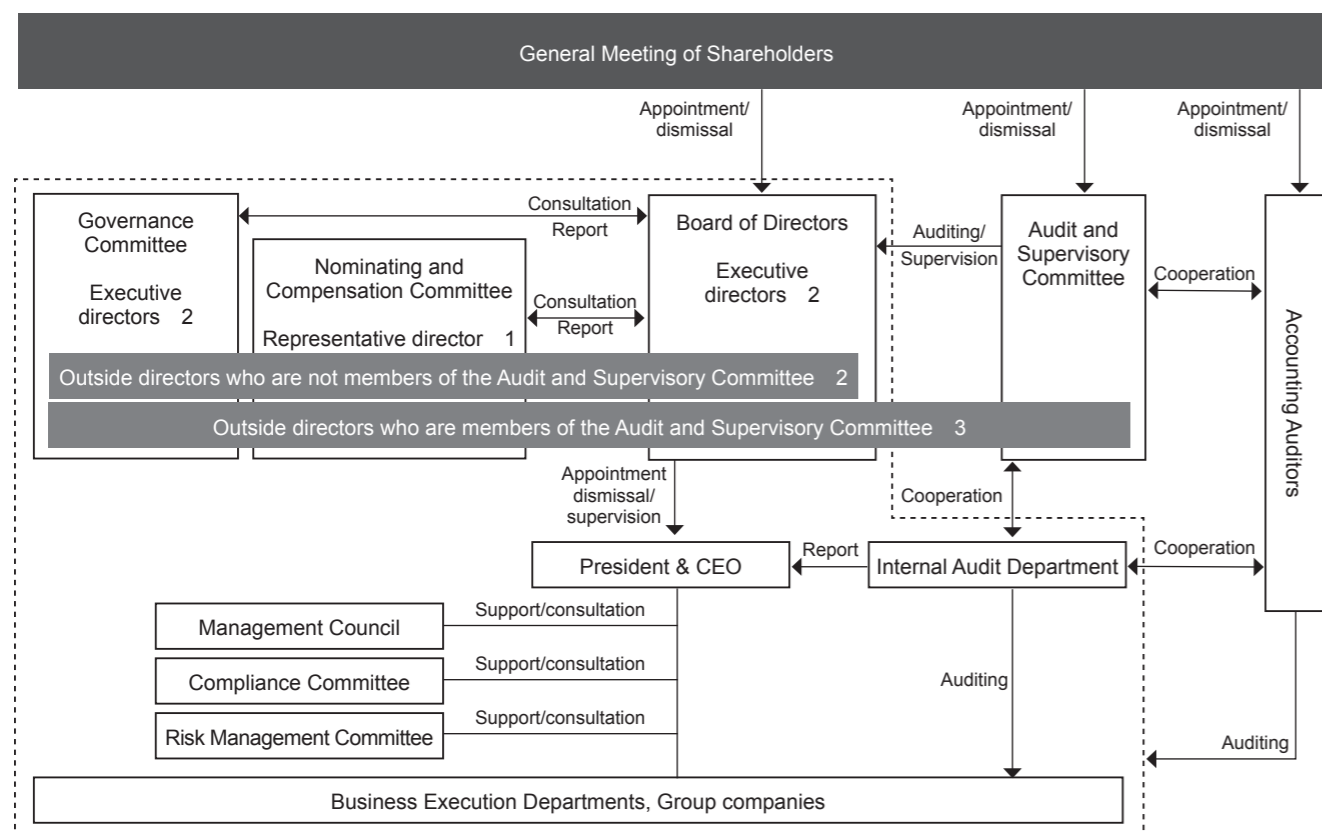 General Meeting of Shareholders
Appointment/
dismissal
Appointment/
dismissal
Appointment/
dismissal
Governance
Committee
Executive
directors 2
Consultation
Report
Nominating and
Compensation Committee
Representative director 1
Consultation
Report
Board of Directors
Executive
directors 2
Auditing/
Supervision
Audit and
Supervisory
Committee
Cooperation
Accounting Auditors
Outside directors who are not members of the Audit and Supervisory Committee 2
Outside directors who are members of the Audit and Supervisory Committee 3
Appointment
dismissal/
supervision
Cooperation
President & CEO
Report
Internal Audit Department
Cooperation
Management Council
Support/consultation
Compliance Committee
Support/consultation
Risk Management Committee
Support/consultation
Auditing
Auditing
Business Execution Departments, Group companies